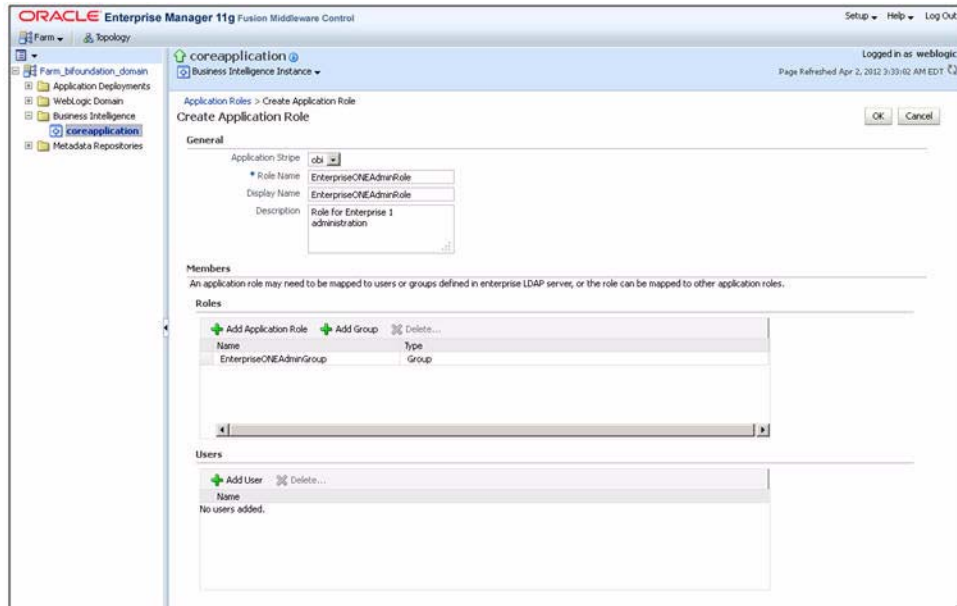 ORACLE Enterprise Manager 11g Fusion Middleware Control
Setup Help Log Out
Farm Topology
Farm_bifoundation_domain
Application Deployments
WebLogic Domain
Business Intelligence
coreapplication
Metadata Repositories
coreapplication
Business Intelligence Instance
Logged in as weblogic
Page Refreshed Apr 2, 2012 3:33:02 AM EDT
Application Roles > Create Application Role
Create Application Role
OK Cancel
General
Application Stripe obi
* Role Name EnterpriseONEAdminRole
Display Name EnterpriseONEAdminRole
Description Role for Enterprise 1
administration
Members
An application role may need to be mapped to users or groups defined in enterprise LDAP server, or the role can be mapped to other application roles.
Roles
Add Application Role Add Group Delete...
Name Type
EnterpriseONEAdminGroup Group
Users
Add User Delete...
Name
No users added.